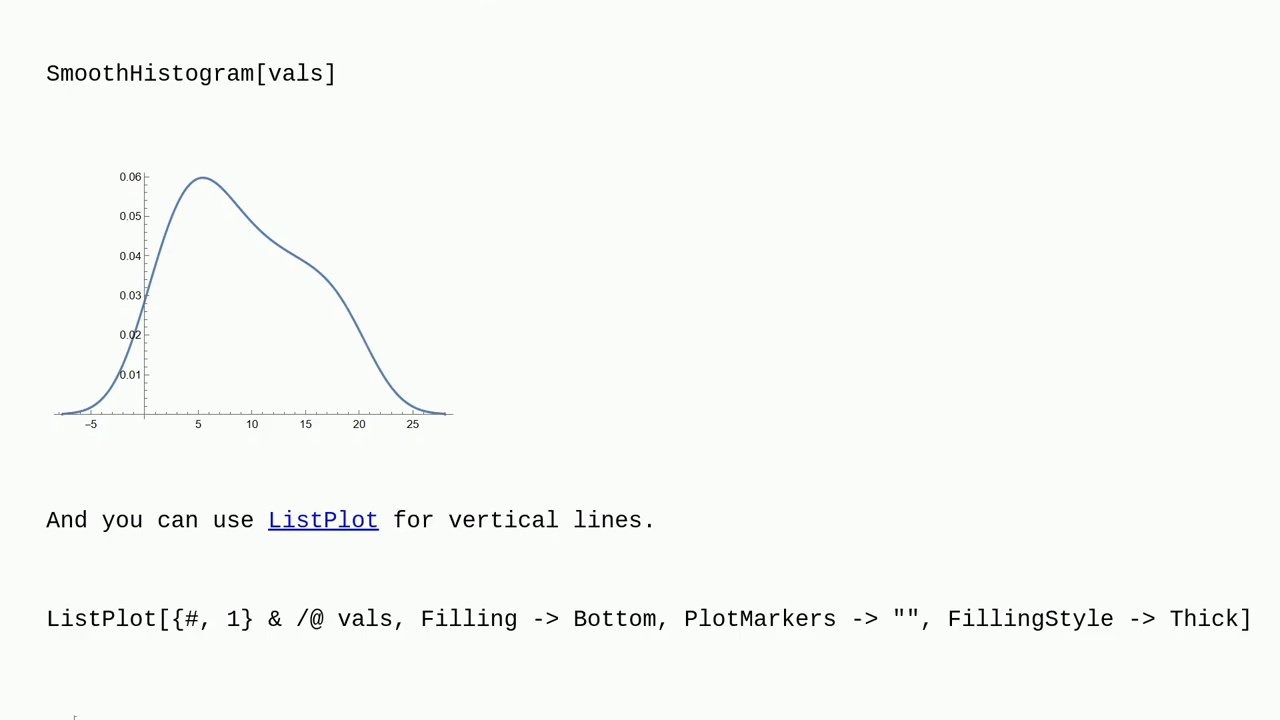 SmoothHistogram[vals]
0.06
0.05
0.04
0.03
0.02
0.01
-5 5 10 15 20 25
And you can use ListPlot for vertical lines.
ListPlot[{#, 1} & /@ vals, Filling -> Bottom, PlotMarkers -> "", FillingStyle -> Thick]